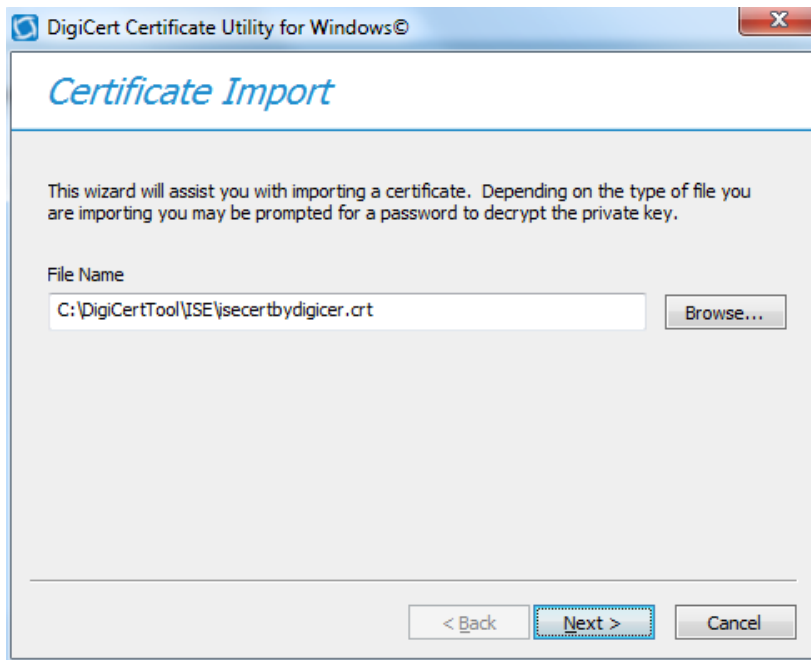 DigiCert Certificate Utility for Windows©
Certificate Import
This wizard will assist you with importing a certificate. Depending on the type of file you
are importing you may be prompted for a password to decrypt the private key.
File Name
C:\DigiCertTool\ISE\isecertbydigicer.crt
Browse...
< Back
Next >
Cancel